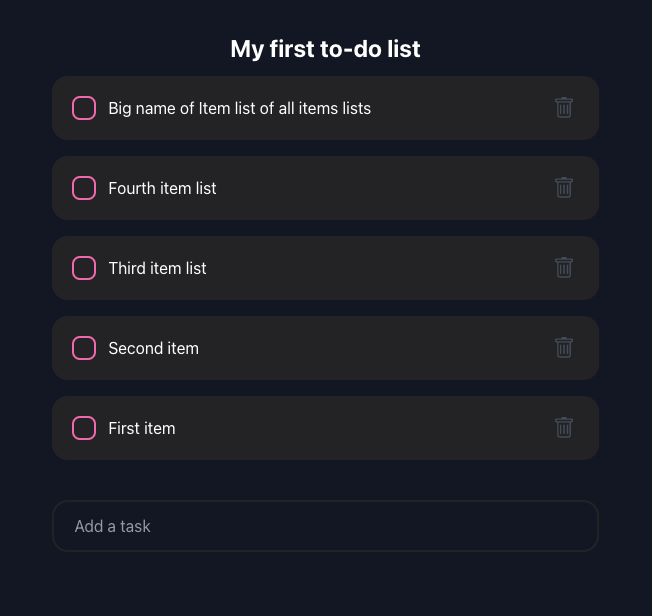 My first to-do list
Big name of Item list of all items lists
Fourth item list
Third item list
Second item
First item
Add a task